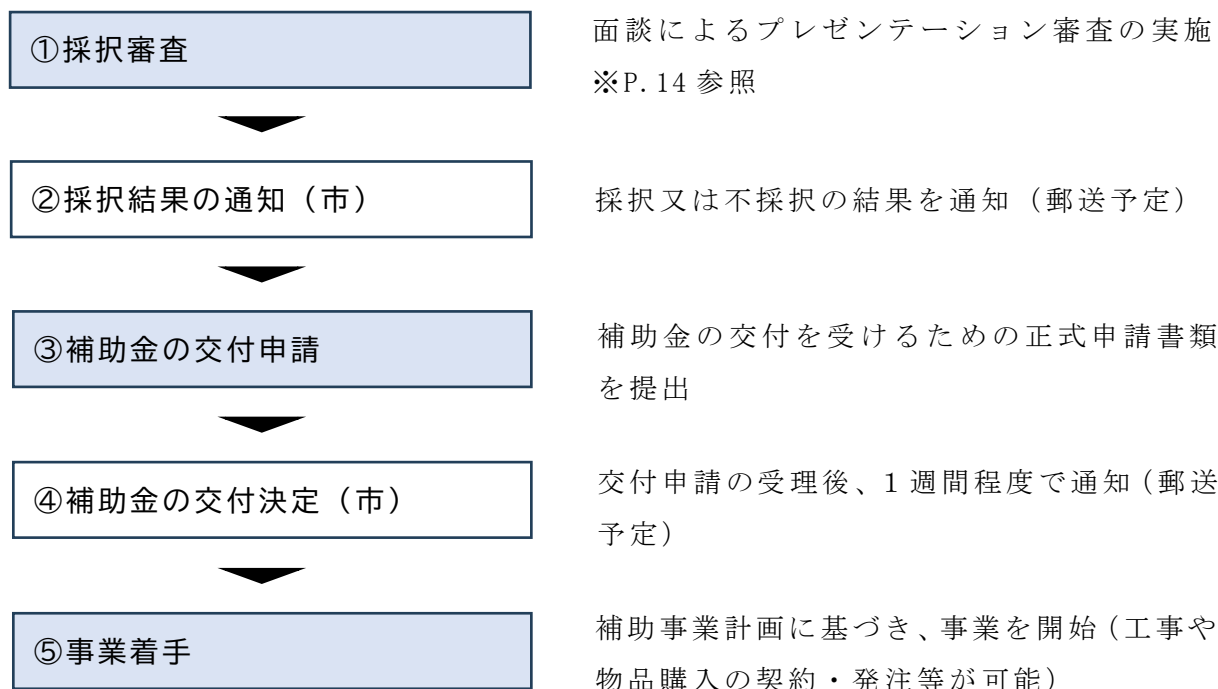 ①採択審査
面談によるプレゼンテーション審査の実施
※P.14参照
②採択結果の通知（市）
採択又は不採択の結果を通知（郵送予定）
③補助金の交付申請
補助金の交付を受けるための正式申請書類
を提出
④補助金の交付決定（市）
交付申請の受理後、1週間程度で通知（郵送
予定）
⑤事業着手
補助事業計画に基づき、事業を開始（工事や
物品購入の契約・発注等が可能）